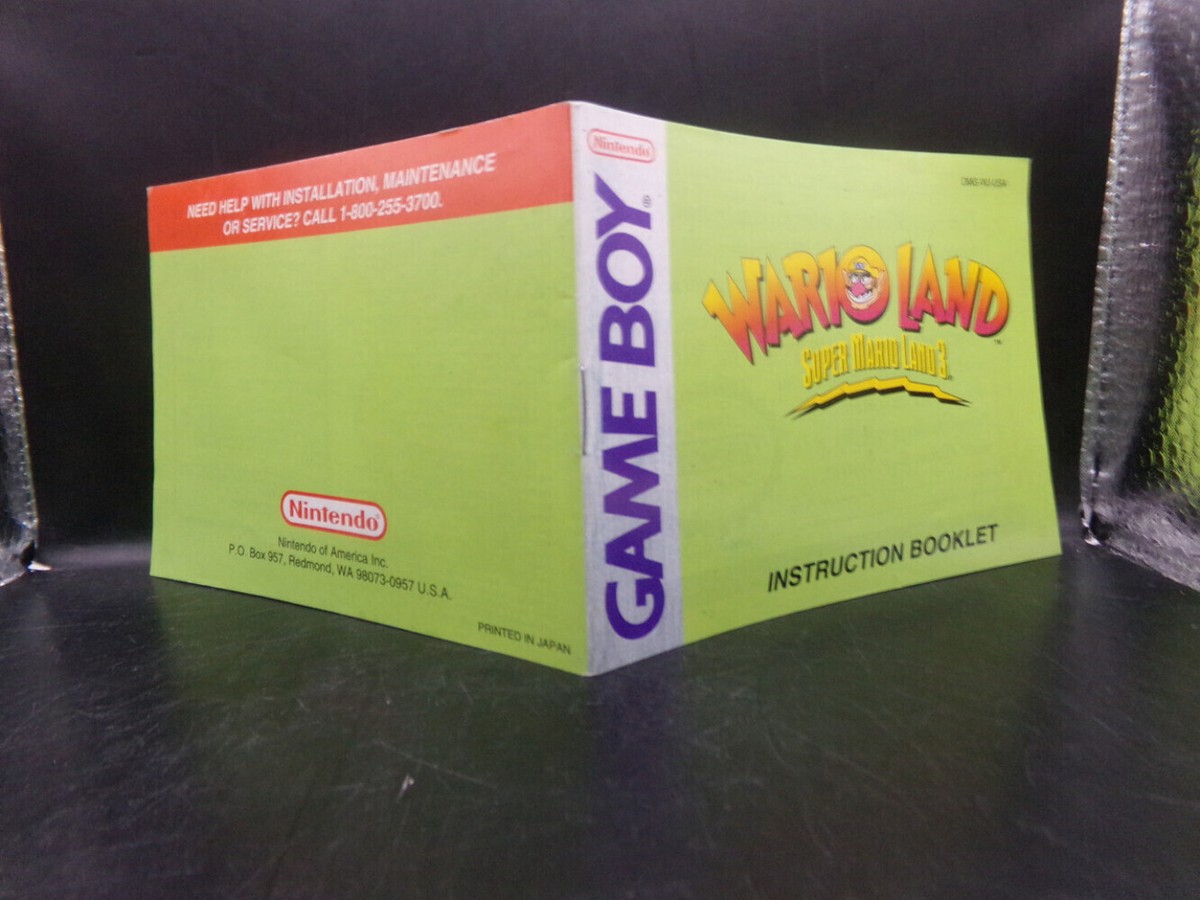 NEED HELP WITH INSTALLATION, MAINTENANCE
OR SERVICE? CALL 1-800-255-3700.
Nintendo®
Nintendo of America Inc.
P.O. Box 957, Redmond, WA 98073-0957 U.S.A.
PRINTED IN JAPAN
Nintendo
GAME BOY®
WARIO LAND™
SUPER MARIO LAND 3
INSTRUCTION BOOKLET